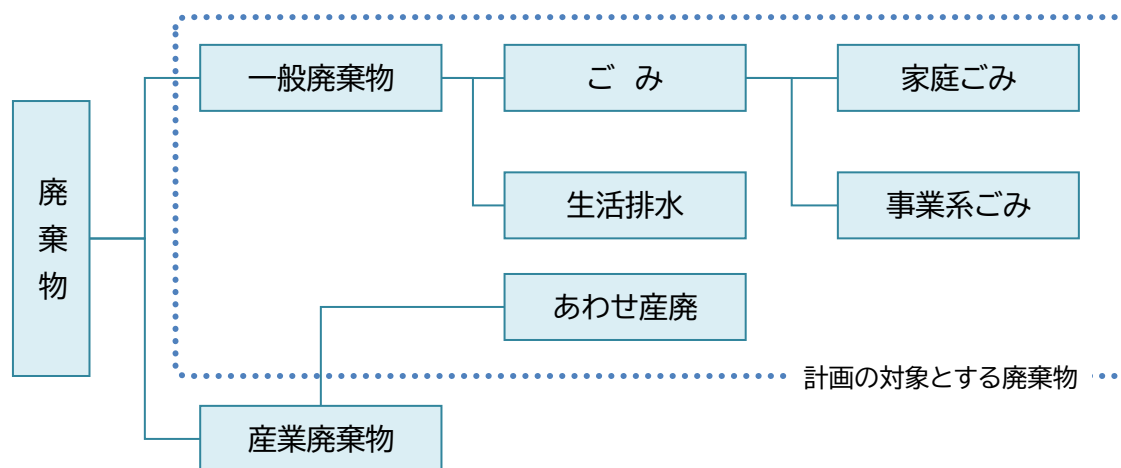 一般廃棄物
ご み
家庭ごみ
廃棄物
生活排水
事業系ごみ
あわせ産廃
計画の対象とする廃棄物
産業廃棄物